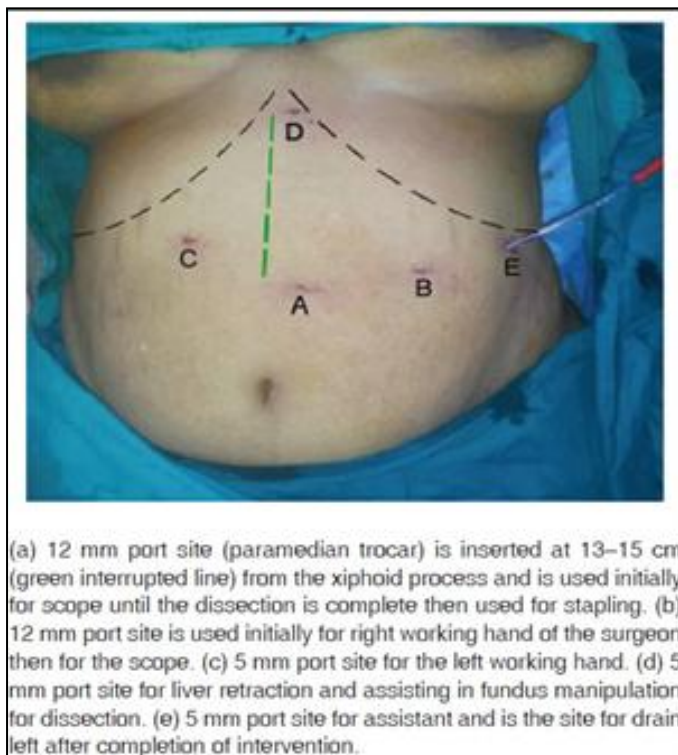 D
C
E
B
A
(a) 12 mm port site (paramedian trocar) is inserted at 13–15 cm
(green interrupted line) from the xiphoid process and is used initially
for scope until the dissection is complete then used for stapling. (b)
12 mm port site is used initially for right working hand of the surgeon
then for the scope. (c) 5 mm port site for the left working hand. (d) 5
mm port site for liver retraction and assisting in fundus manipulation
for dissection. (e) 5 mm port site for assistant and is the site for drain
left after completion of intervention.